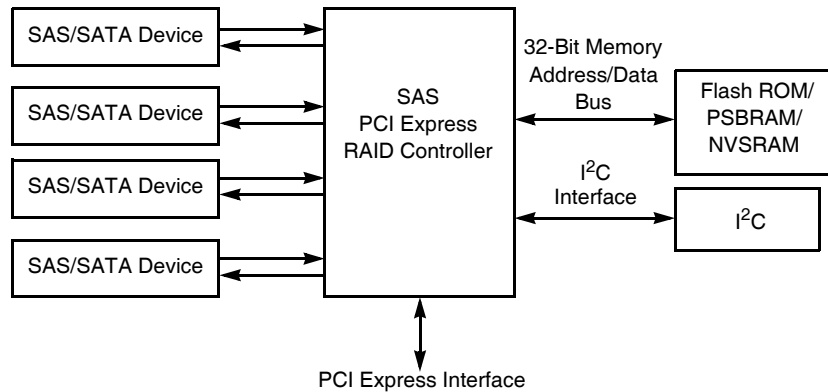 SAS/SATA Device
SAS/SATA Device
SAS/SATA Device
SAS/SATA Device
SAS
PCI Express
RAID Controller
32-Bit Memory
Address/Data
Bus
I²C
Interface
Flash ROM/
PSBRAM/
NVSRAM
I²C
PCI Express Interface